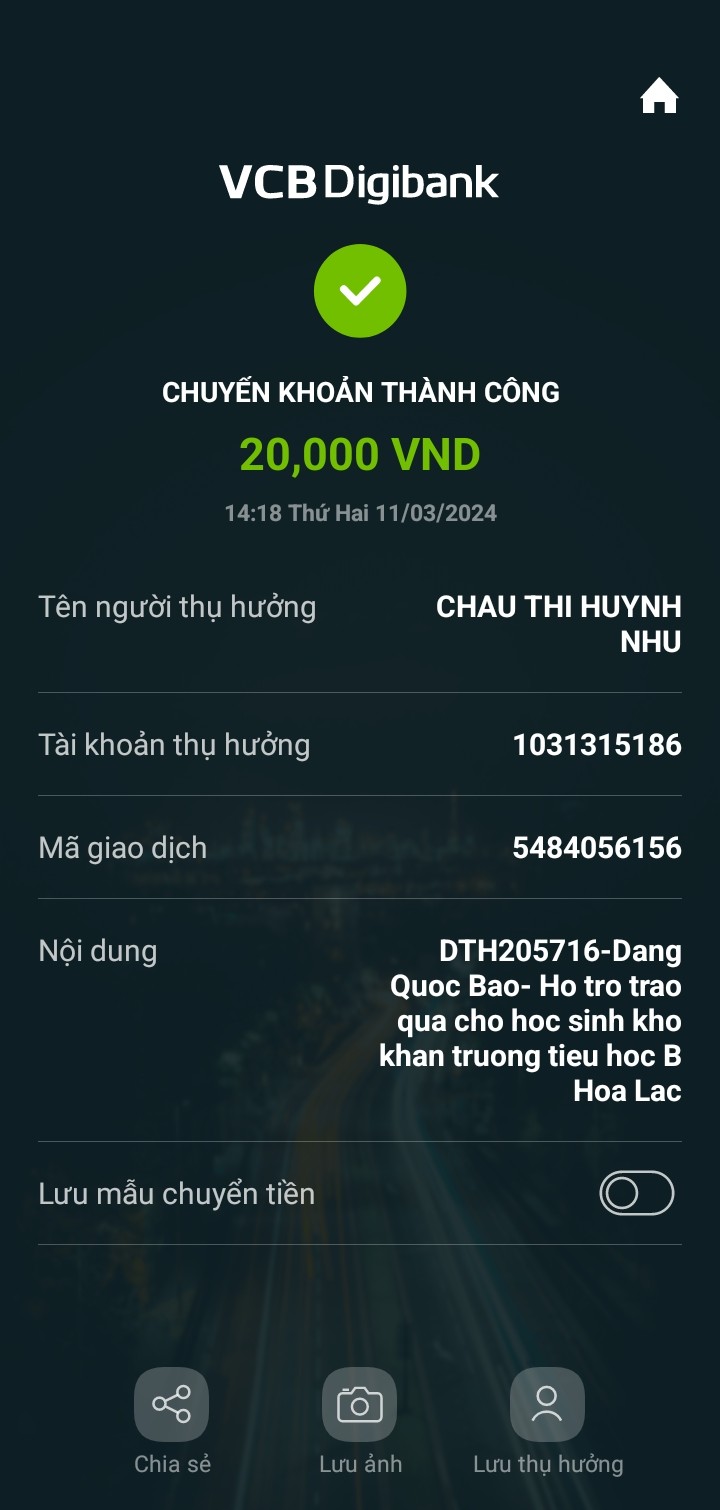 VCB Digibank
CHUYỂN KHOẢN THÀNH CÔNG
20,000 VND
14:18 Thứ Hai 11/03/2024
Tên người thụ hưởng
CHAU THI HUYNH
NHU
Tài khoản thụ hưởng
1031315186
Mã giao dịch
5484056156
Nội dung
DTH205716-Dang
Quoc Bao- Ho tro trao
qua cho hoc sinh kho
khan truong tieu hoc B
Hoa Lac
Lưu mẫu chuyển tiền
Chia sẻ
Lưu ảnh
Lưu thụ hưởng